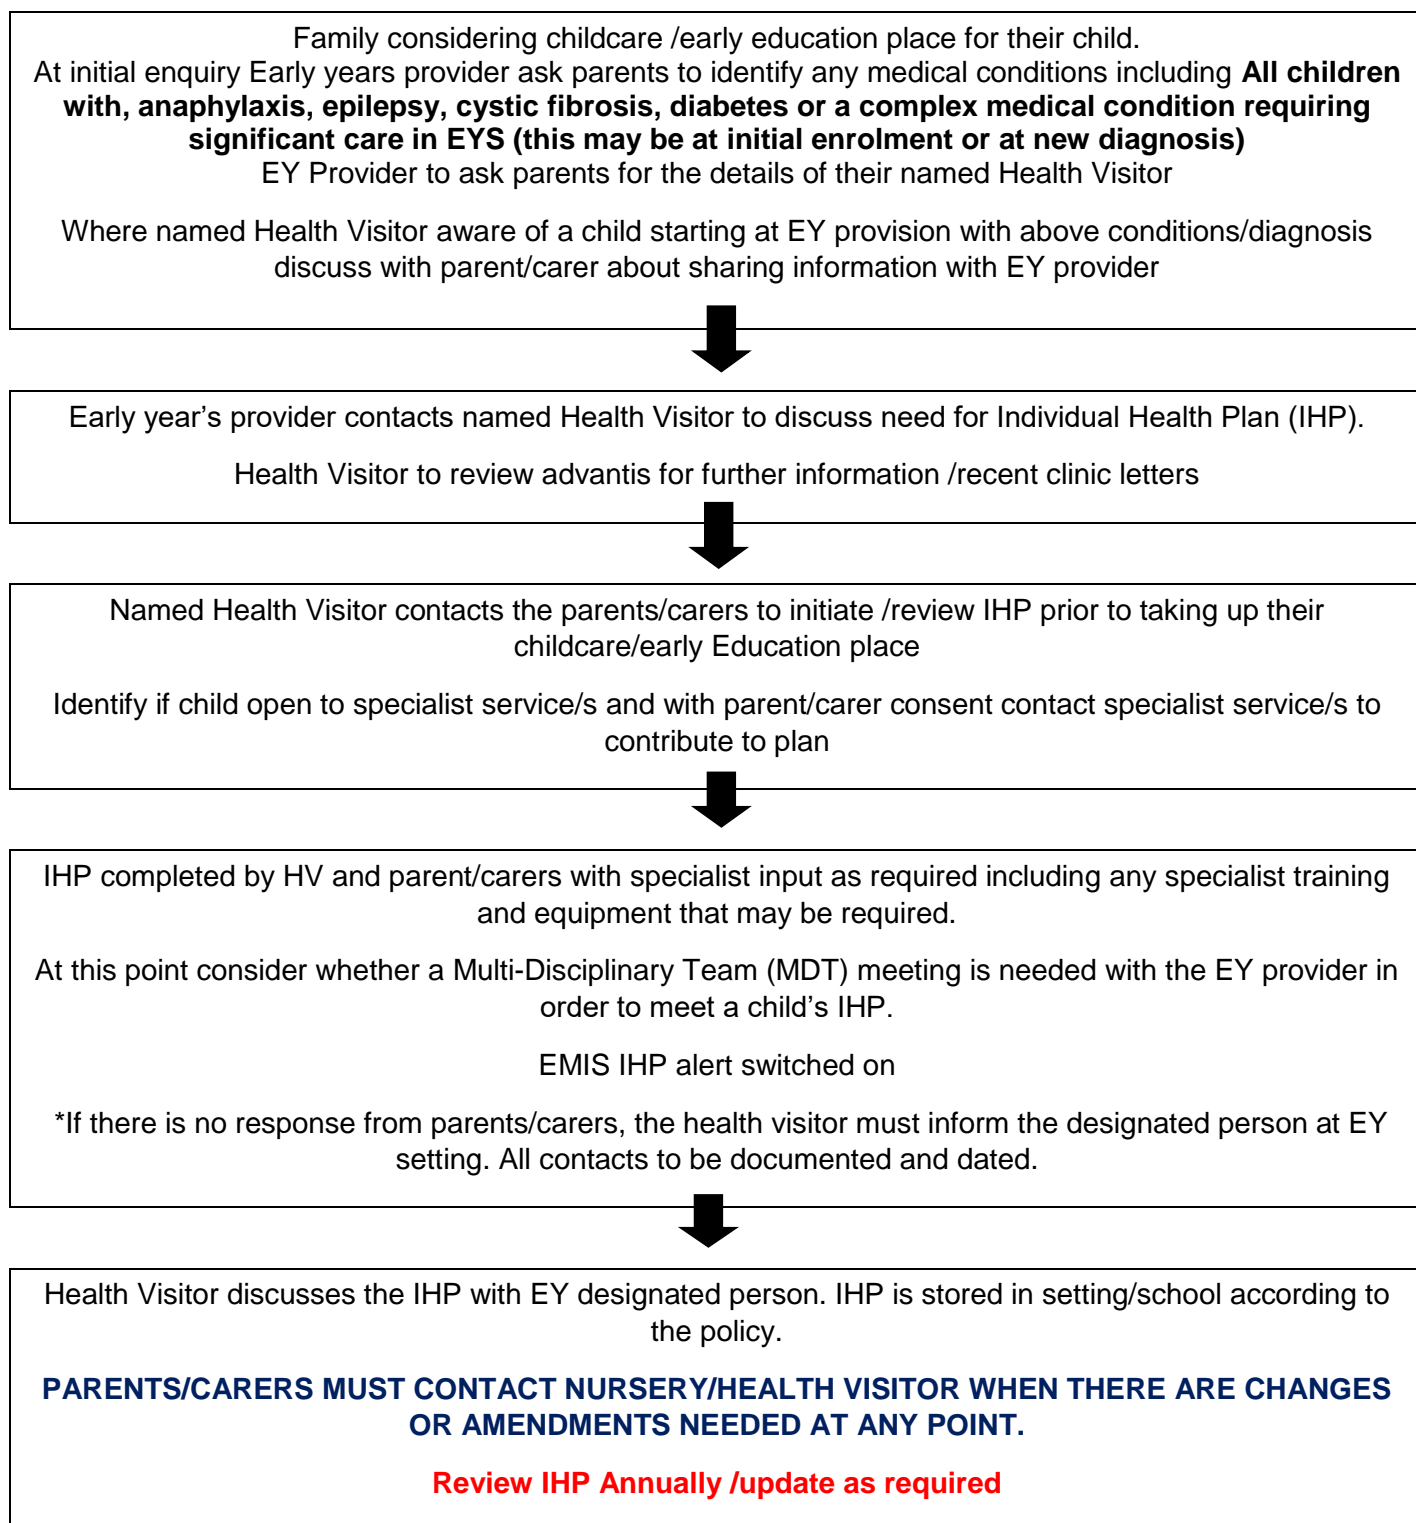 Family considering childcare /early education place for their child.
At initial enquiry Early years provider ask parents to identify any medical conditions including All children
with, anaphylaxis, epilepsy, cystic fibrosis, diabetes or a complex medical condition requiring
significant care in EYS (this may be at initial enrolment or at new diagnosis)
EY Provider to ask parents for the details of their named Health Visitor
Where named Health Visitor aware of a child starting at EY provision with above conditions/diagnosis
discuss with parent/carer about sharing information with EY provider
Early year’s provider contacts named Health Visitor to discuss need for Individual Health Plan (IHP).
Health Visitor to review advantis for further information /recent clinic letters
Named Health Visitor contacts the parents/carers to initiate /review IHP prior to taking up their
childcare/early Education place
Identify if child open to specialist service/s and with parent/carer consent contact specialist service/s to
contribute to plan
IHP completed by HV and parent/carers with specialist input as required including any specialist training
and equipment that may be required.
At this point consider whether a Multi-Disciplinary Team (MDT) meeting is needed with the EY provider in
order to meet a child’s IHP.
EMIS IHP alert switched on
*If there is no response from parents/carers, the health visitor must inform the designated person at EY
setting. All contacts to be documented and dated.
Health Visitor discusses the IHP with EY designated person. IHP is stored in setting/school according to
the policy.
PARENTS/CARERS MUST CONTACT NURSERY/HEALTH VISITOR WHEN THERE ARE CHANGES
OR AMENDMENTS NEEDED AT ANY POINT.
Review IHP Annually /update as required